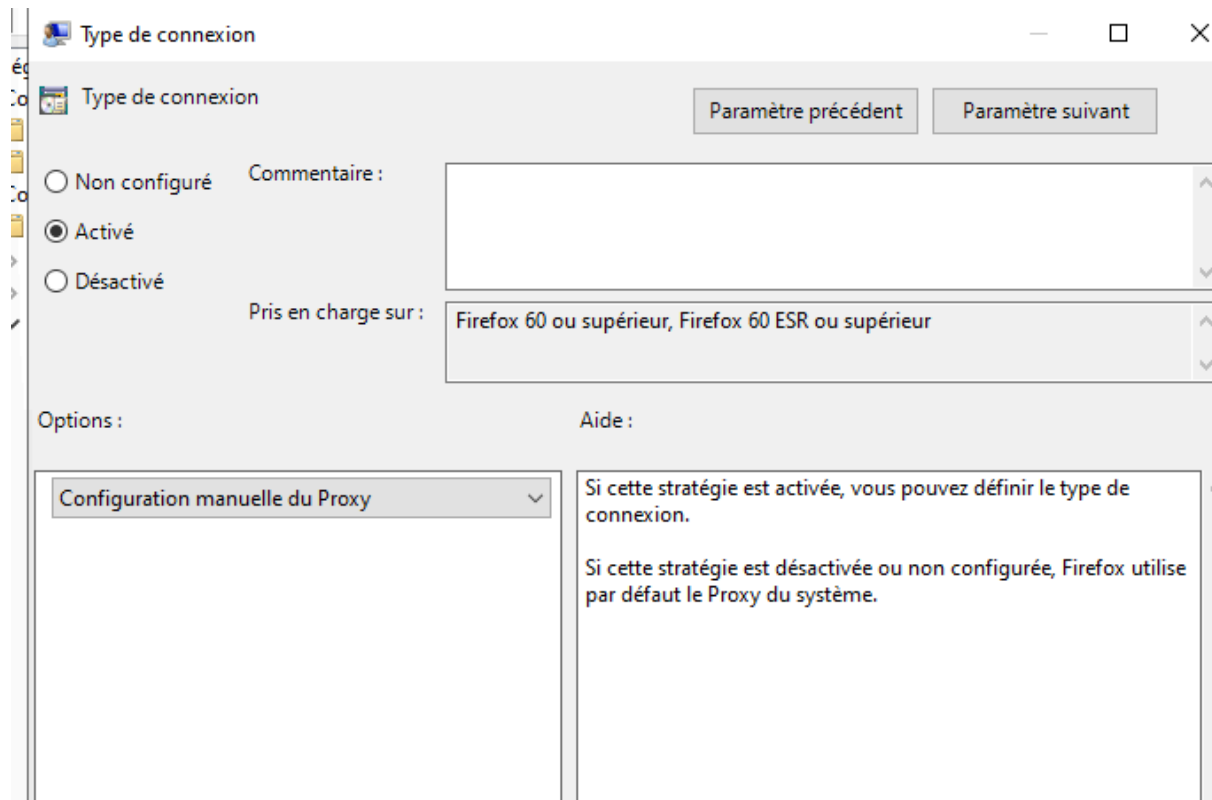 Type de connexion
Type de connexion
Paramètre précédent
Paramètre suivant
Non configuré
Commentaire :
Activé
Désactivé
Pris en charge sur :
Firefox 60 ou supérieur, Firefox 60 ESR ou supérieur
Options :
Aide :
Configuration manuelle du Proxy
Si cette stratégie est activée, vous pouvez définir le type de
connexion.
Si cette stratégie est désactivée ou non configurée, Firefox utilise
par défaut le Proxy du système.